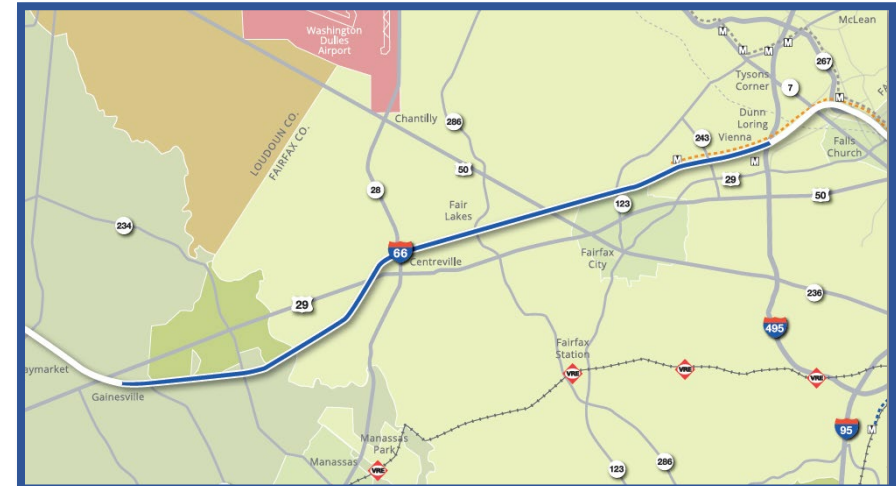 McLean
Washington
Dulles
Airport
M
M
M
M
267
Tysons
Corner
7
M
Dunn
Loring
Chantilly
286
LOUDOUN CO.
FAIRFAX CO.
243
Vienna
M
M
Falls
Church
50
29
28
50
Fair
Lakes
123
234
66
Centreville
Fairfax
City
29
236
495
Fairfax
Station
VRE
VRE
VRE
aymarket
Gainesville
95
M
Manassas
Park
Manassas
VRE
123
286